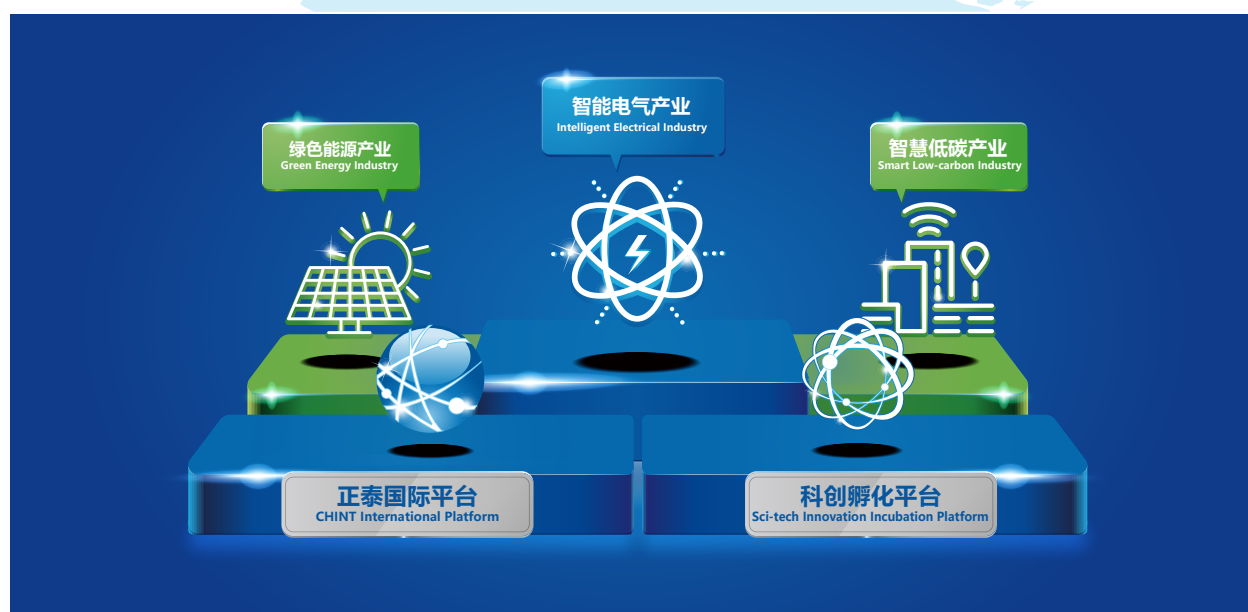 智能电气产业
Intelligent Electrical Industry
绿色能源产业
Green Energy Industry
智慧低碳产业
Smart Low-carbon Industry
正泰国际平台
CHINT International Platform
科创孵化平台
Sci-tech Innovation Incubation Platform